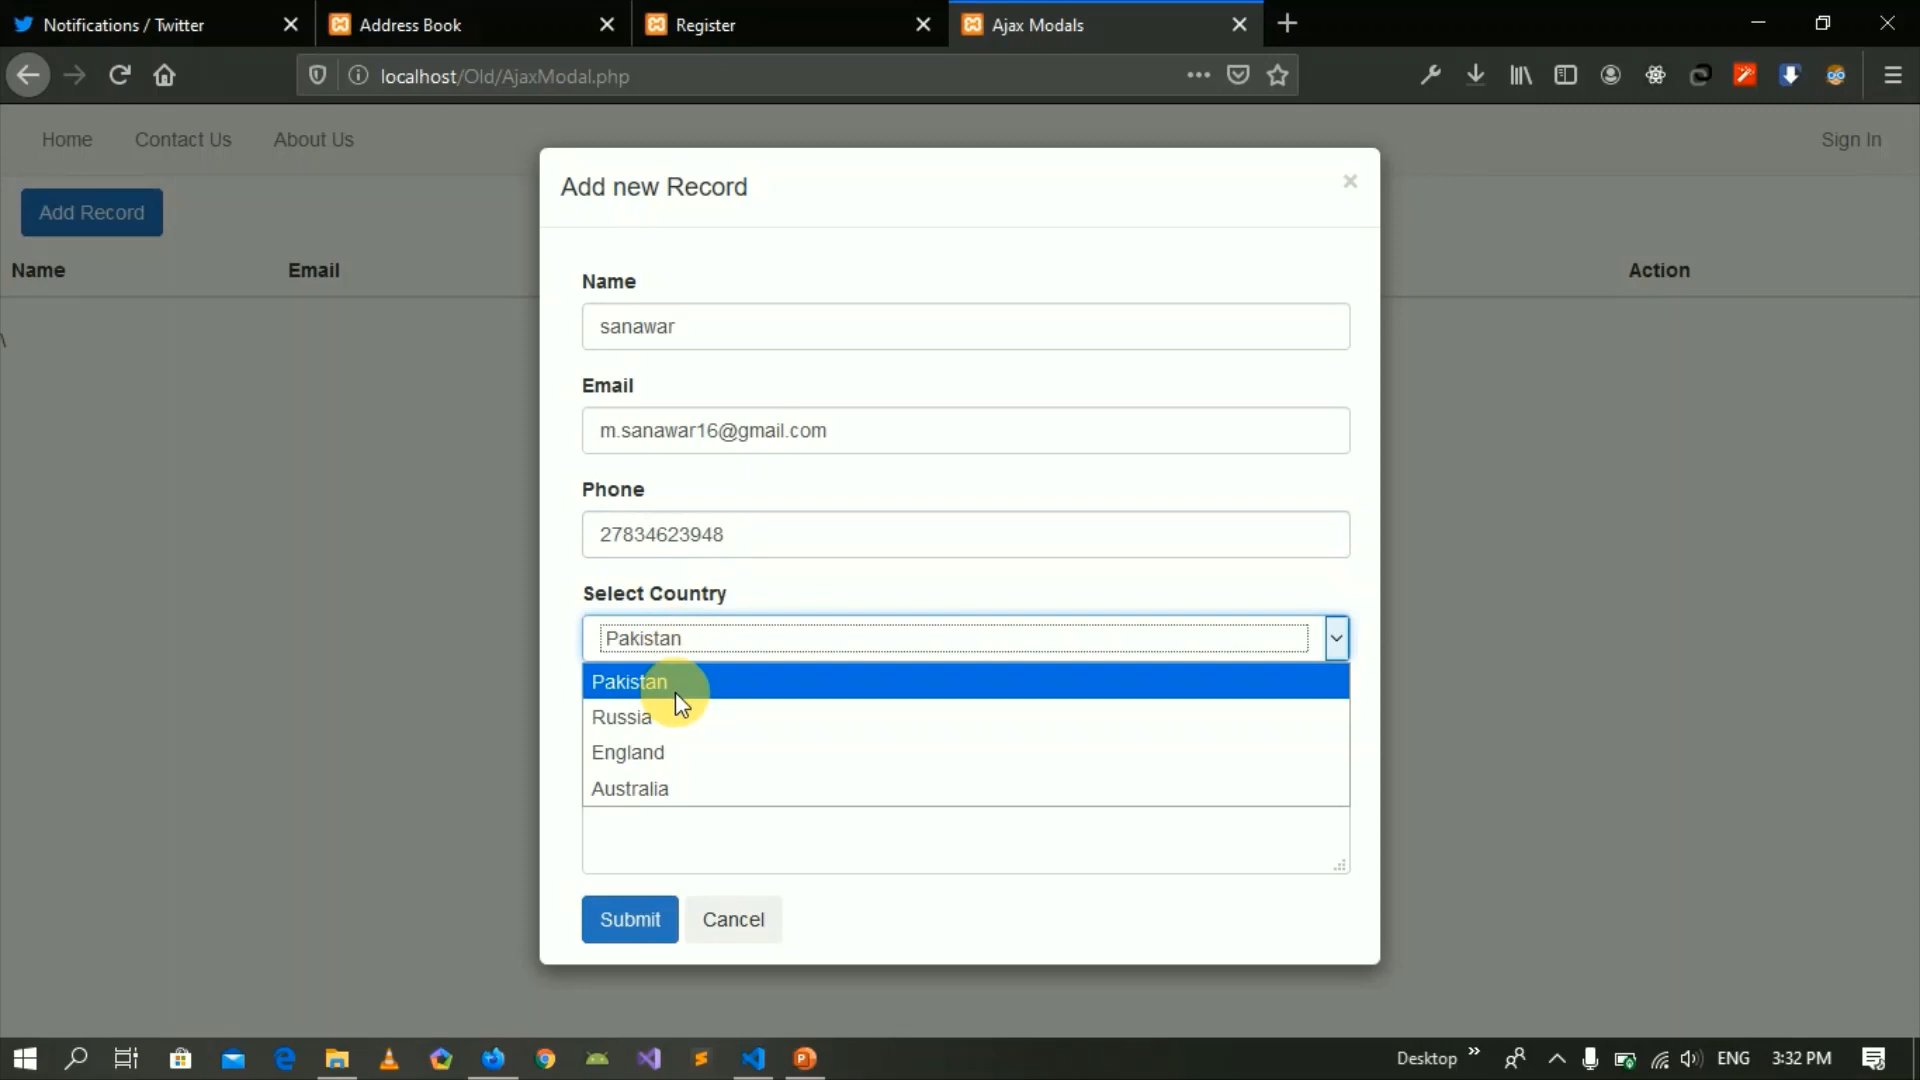 Notifications / Twitter
Address Book
Register
Ajax Modals
localhost/Old/AjaxModal.php
Home
Contact Us
About Us
Sign In
Add Record
Name
Email
Action
\
Add new Record
×
Name
sanawar
Email
m.sanawar16@gmail.com
Phone
27834623948
Select Country
Pakistan
Pakistan
Russia
England
Australia
Submit
Cancel
Desktop
ENG
3:32 PM